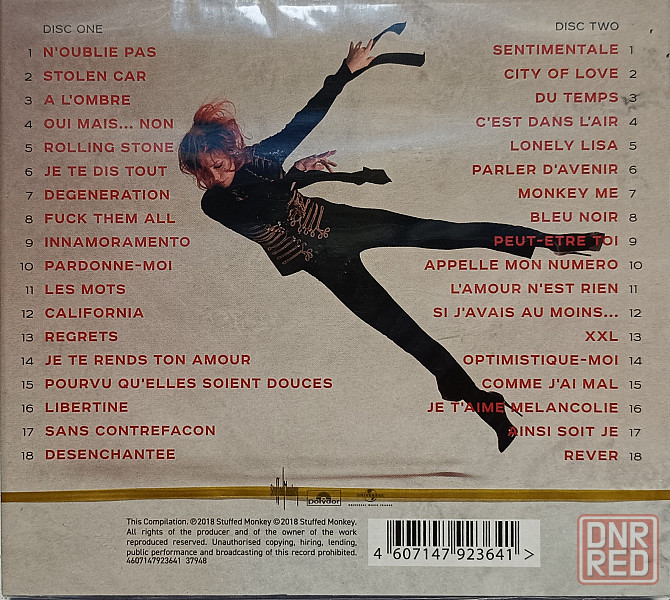 DISC ONE
1 N'OUBLIE PAS
2 STOLEN CAR
3 A L'OMBRE
4 OUI MAIS... NON
5 ROLLING STONE
6 JE TE DIS TOUT
7 DEGENERATION
8 FUCK THEM ALL
9 INNAMORAMENTO
10 PARDONNE-MOI
11 LES MOTS
12 CALIFORNIA
13 REGRETS
14 JE TE RENDS TON AMOUR
15 POURVU QU'ELLES SOIENT DOUCES
16 LIBERTINE
17 SANS CONTREFACON
18 DESENCHANTEE
DISC TWO
SENTIMENTALE 1
CITY OF LOVE 2
DU TEMPS 3
C'EST DANS L'AIR 4
LONELY LISA 5
PARLER D'AVENIR 6
MONKEY ME 7
BLEU NOIR 8
PEUT-ETRE TOI 9
APPELLE MON NUMERO 10
L'AMOUR N'EST RIEN 11
SI J'AVAIS AU MOINS... 12
XXL 13
OPTIMISTIQUE-MOI 14
COMME J'AI MAL 15
JE T'AIME MELANCOLIE 16
AINSI SOIT JE 17
REVER 18
Polydor
UNIVERSAL MUSIC FRANCE
This Compilation. ℗2018 Stuffed Monkey ©2018 Stuffed Monkey.
All rights of the producer and of the owner of the work
reproduced reserved. Unauthorised copying, hiring, lending,
public performance and broadcasting of this record prohibited.
4607147923641 37948
4 607147 923641 >
DNR
RED